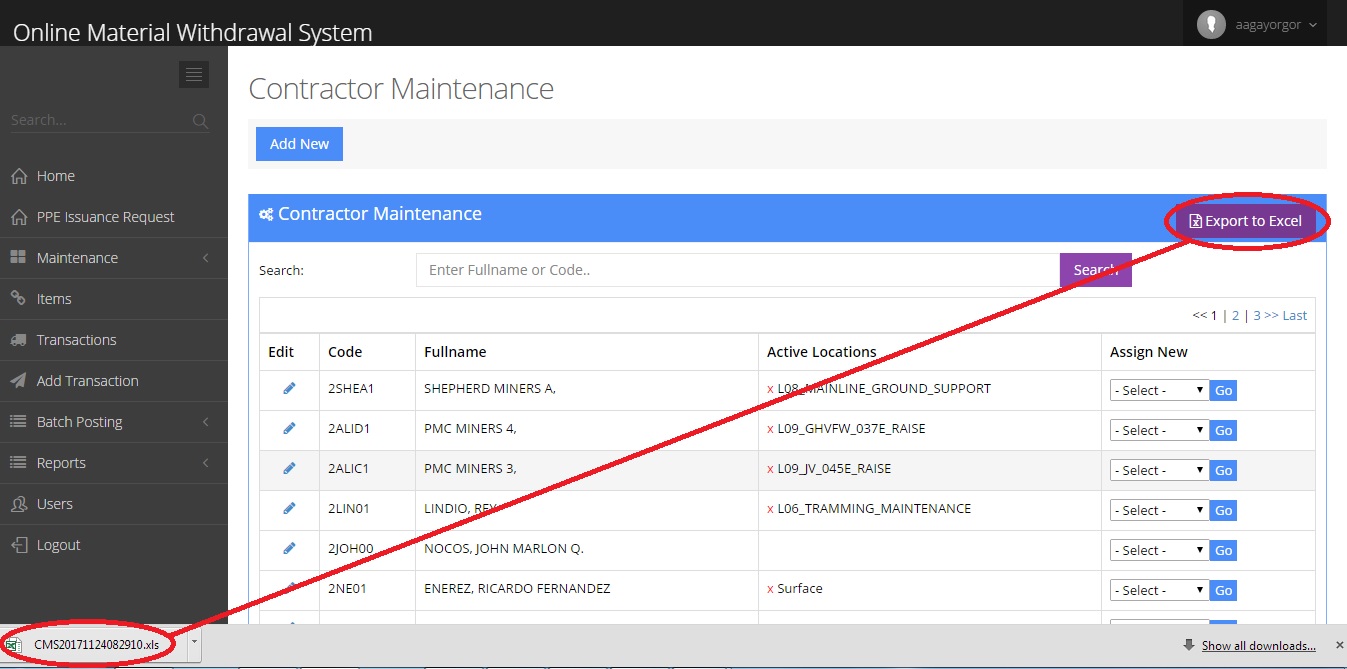 Online Material Withdrawal System
aagayorgor
Search...
Home
PPE Issuance Request
Maintenance
Items
Transactions
Add Transaction
Batch Posting
Reports
Users
Logout
Contractor Maintenance
Add New
Contractor Maintenance
Export to Excel
Search:
Enter Fullname or Code..
Search
<< 1 | 2 | 3 >> Last
Edit Code Fullname Active Locations Assign New
2SHEA1 SHEPHERD MINERS A, x L08_MAINLINE_GROUND_SUPPORT - Select - Go
2ALID1 PMC MINERS 4, x L09_GHVFW_037E_RAISE - Select - Go
2ALIC1 PMC MINERS 3, x L09_JV_045E_RAISE - Select - Go
2LIN01 LINDIO, REY x L06_TRAMMING_MAINTENANCE - Select - Go
2JOH00 NOCOS, JOHN MARLON Q. - Select - Go
2NE01 ENEREZ, RICARDO FERNANDEZ x Surface - Select - Go
CMS20171124082910.xls
Show all downloads...